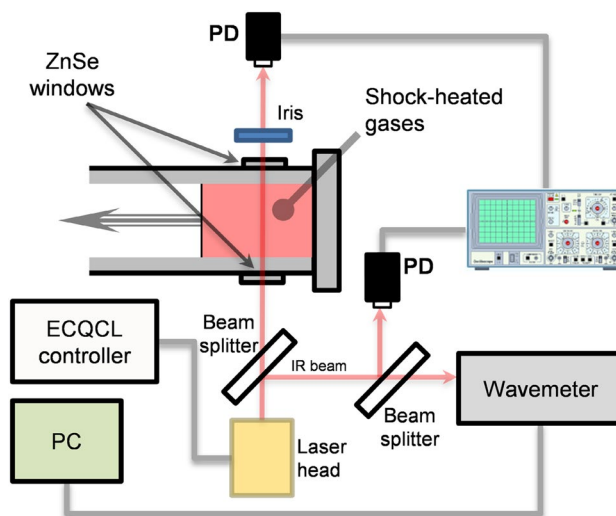 PD
ZnSe
windows
Iris
Shock-heated
gases
PD
ECQCL
controller
Beam
splitter
IR beam
Wavemeter
Beam
splitter
PC
Laser
head